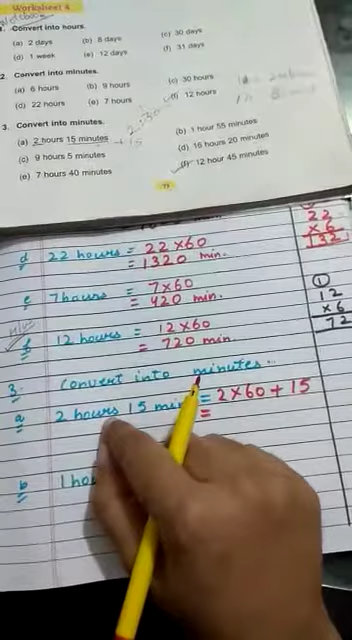 Worksheet 4
1. Convert into hours.
(a) 2 days (b) 8 days (c) 30 days
(d) 1 week (e) 12 days (f) 31 days
2. Convert into minutes.
(a) 6 hours (b) 9 hours (c) 30 hours
(d) 22 hours (e) 7 hours (f) 12 hours
3. Convert into minutes.
(a) 2 hours 15 minutes (b) 1 hour 55 minutes
(c) 9 hours 5 minutes (d) 16 hours 20 minutes
(e) 7 hours 40 minutes (f) 12 hour 45 minutes
d 22 hours = 22 × 60
= 1320 min.
22
× 6
132
e 7 hours = 7 × 60
= 420 min.
H/W
f 12 hours = 12 × 60
= 720 min.
1
12
× 6
72
3. Convert into minutes.
a 2 hours 15 min = 2 × 60 + 15
=
b 1 ho